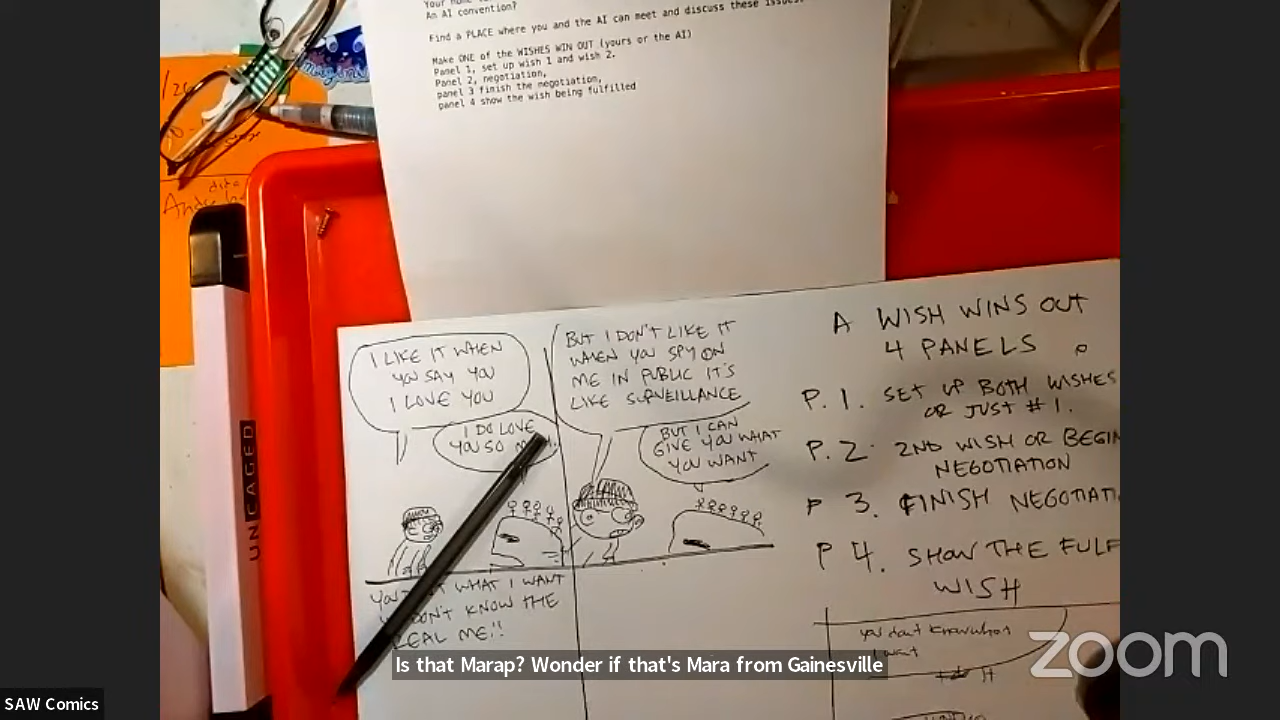 An AI convention?
Find a PLACE where you and the AI can meet and discuss these issues.
Make ONE of the WISHES WIN OUT (yours or the AI)
Panel 1, set up wish 1 and wish 2.
Panel 2, negotiation,
panel 3 finish the negotiation,
panel 4 show the wish being fulfilled
I LIKE IT WHEN
YOU SAY YOU
I LOVE YOU
I DO LOVE
YOU SO
BUT I DON'T LIKE IT
WHEN YOU SPY ON
ME IN PUBLIC IT'S
LIKE SURVEILLANCE
BUT I CAN
GIVE YOU WHAT
YOU WANT
WHAT I WANT
DON'T KNOW THE
REAL ME!!
A WISH WINS OUT
4 PANELS
P. 1. SET UP BOTH WISHES
OR JUST #1.
P. 2. 2ND WISH OR BEGIN
NEGOTIATION
P 3. FINISH NEGOTIATI
P 4. SHOW THE FULF
WISH
you don't know what
I want
UNCAGED
Is that Marap? Wonder if that's Mara from Gainesville
zoom
SAW Comics